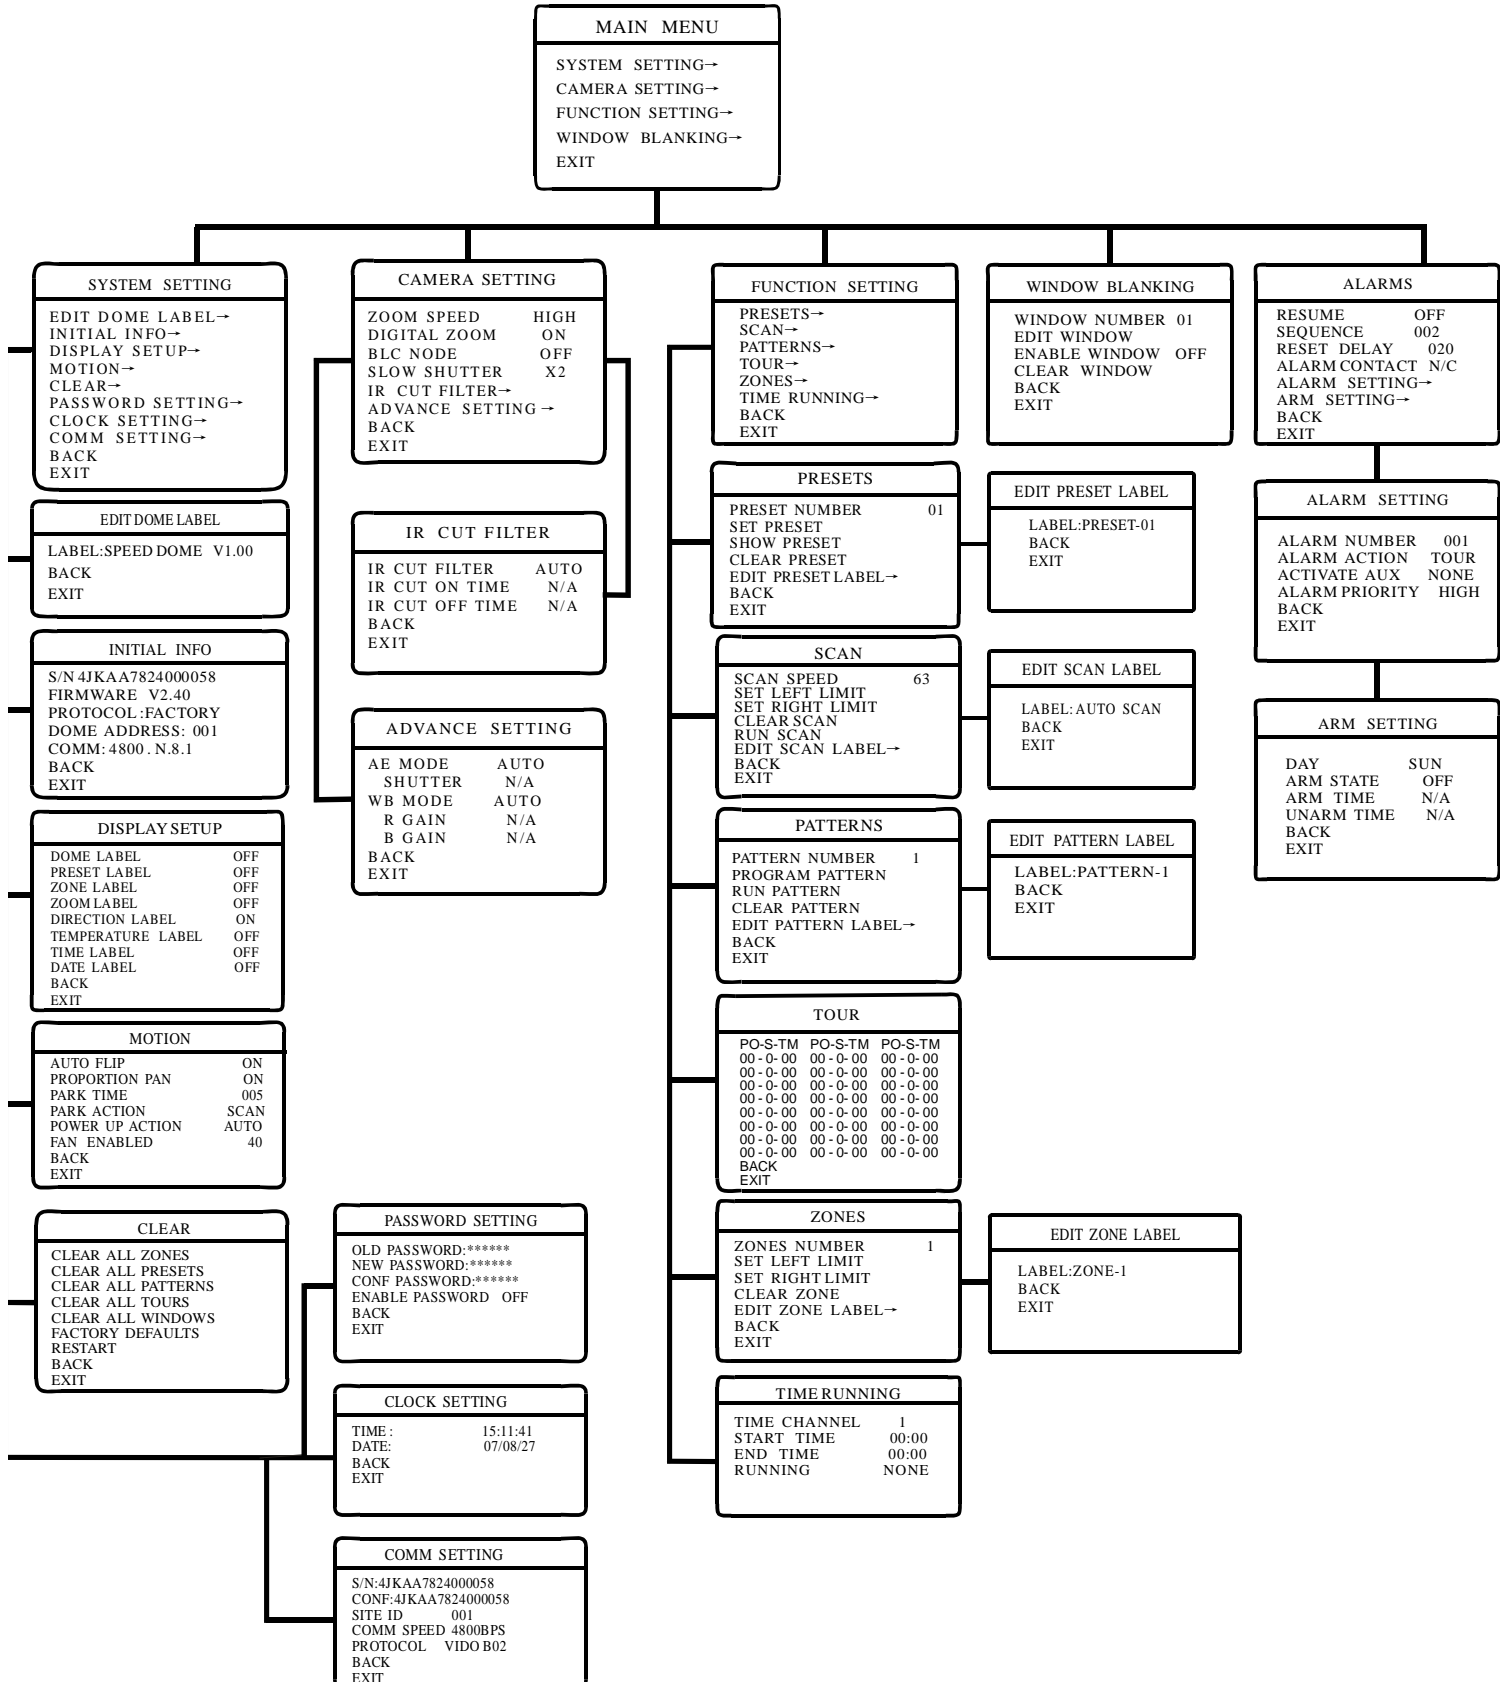 MAIN MENU
SYSTEM SETTING→
CAMERA SETTING→
FUNCTION SETTING→
WINDOW BLANKING→
EXIT
SYSTEM SETTING
EDIT DOME LABEL→
INITIAL INFO→
DISPLAY SETUP→
MOTION→
CLEAR→
PASSWORD SETTING→
CLOCK SETTING→
COMM SETTING→
BACK
EXIT
EDIT DOME LABEL
LABEL:SPEED DOME V1.00
BACK
EXIT
INITIAL INFO
S/N 4JKAA7824000058
FIRMWARE V2.40
PROTOCOL:FACTORY
DOME ADDRESS: 001
COMM: 4800 . N.8.1
BACK
EXIT
DISPLAY SETUP
DOME LABEL OFF
PRESET LABEL OFF
ZONE LABEL OFF
ZOOM LABEL OFF
DIRECTION LABEL ON
TEMPERATURE LABEL OFF
TIME LABEL OFF
DATE LABEL OFF
BACK
EXIT
MOTION
AUTO FLIP ON
PROPORTION PAN ON
PARK TIME 005
PARK ACTION SCAN
POWER UP ACTION AUTO
FAN ENABLED 40
BACK
EXIT
CLEAR
CLEAR ALL ZONES
CLEAR ALL PRESETS
CLEAR ALL PATTERNS
CLEAR ALL TOURS
CLEAR ALL WINDOWS
FACTORY DEFAULTS
RESTART
BACK
EXIT
PASSWORD SETTING
OLD PASSWORD:******
NEW PASSWORD:******
CONF PASSWORD:******
ENABLE PASSWORD OFF
BACK
EXIT
CLOCK SETTING
TIME : 15:11:41
DATE: 07/08/27
BACK
EXIT
COMM SETTING
S/N:4JKAA7824000058
CONF:4JKAA7824000058
SITE ID 001
COMM SPEED 4800BPS
PROTOCOL VIDO B02
BACK
EXIT
CAMERA SETTING
ZOOM SPEED HIGH
DIGITAL ZOOM ON
BLC NODE OFF
SLOW SHUTTER X2
IR CUT FILTER→
ADVANCE SETTING→
BACK
EXIT
IR CUT FILTER
IR CUT FILTER AUTO
IR CUT ON TIME N/A
IR CUT OFF TIME N/A
BACK
EXIT
ADVANCE SETTING
AE MODE AUTO
SHUTTER N/A
WB MODE AUTO
R GAIN N/A
B GAIN N/A
BACK
EXIT
FUNCTION SETTING
PRESETS→
SCAN→
PATTERNS→
TOUR→
ZONES→
TIME RUNNING→
BACK
EXIT
PRESETS
PRESET NUMBER 01
SET PRESET
SHOW PRESET
CLEAR PRESET
EDIT PRESET LABEL→
BACK
EXIT
EDIT PRESET LABEL
LABEL:PRESET-01
BACK
EXIT
SCAN
SCAN SPEED 63
SET LEFT LIMIT
SET RIGHT LIMIT
CLEAR SCAN
RUN SCAN
EDIT SCAN LABEL→
BACK
EXIT
EDIT SCAN LABEL
LABEL: AUTO SCAN
BACK
EXIT
PATTERNS
PATTERN NUMBER 1
PROGRAM PATTERN
RUN PATTERN
CLEAR PATTERN
EDIT PATTERN LABEL→
BACK
EXIT
EDIT PATTERN LABEL
LABEL:PATTERN-1
BACK
EXIT
TOUR
PO-S-TM PO-S-TM PO-S-TM
00 - 0- 00 00 - 0- 00 00 - 0- 00
00 - 0- 00 00 - 0- 00 00 - 0- 00
00 - 0- 00 00 - 0- 00 00 - 0- 00
00 - 0- 00 00 - 0- 00 00 - 0- 00
00 - 0- 00 00 - 0- 00 00 - 0- 00
00 - 0- 00 00 - 0- 00 00 - 0- 00
00 - 0- 00 00 - 0- 00 00 - 0- 00
00 - 0- 00 00 - 0- 00 00 - 0- 00
BACK
EXIT
ZONES
ZONES NUMBER 1
SET LEFT LIMIT
SET RIGHT LIMIT
CLEAR ZONE
EDIT ZONE LABEL→
BACK
EXIT
EDIT ZONE LABEL
LABEL:ZONE-1
BACK
EXIT
TIME RUNNING
TIME CHANNEL 1
START TIME 00:00
END TIME 00:00
RUNNING NONE
WINDOW BLANKING
WINDOW NUMBER 01
EDIT WINDOW
ENABLE WINDOW OFF
CLEAR WINDOW
BACK
EXIT
ALARMS
RESUME OFF
SEQUENCE 002
RESET DELAY 020
ALARM CONTACT N/C
ALARM SETTING→
ARM SETTING→
BACK
EXIT
ALARM SETTING
ALARM NUMBER 001
ALARM ACTION TOUR
ACTIVATE AUX NONE
ALARM PRIORITY HIGH
BACK
EXIT
ARM SETTING
DAY SUN
ARM STATE OFF
ARM TIME N/A
UNARM TIME N/A
BACK
EXIT